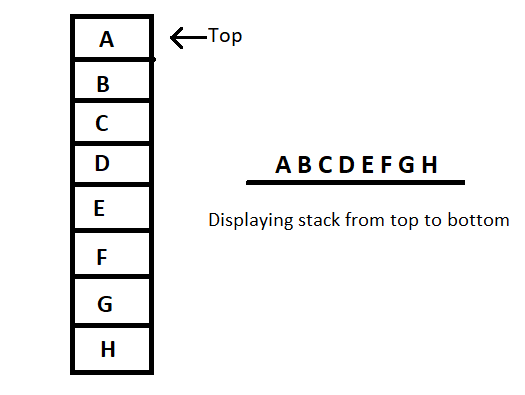 A
Top
B
C
D
E
F
G
H
A B C D E F G H
Displaying stack from top to bottom